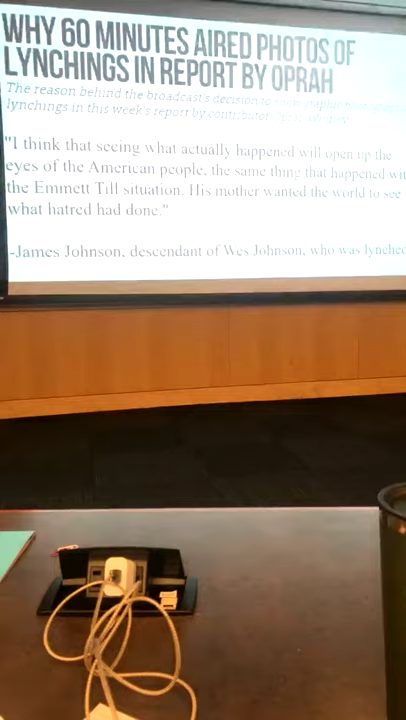 WHY 60 MINUTES AIRED PHOTOS OF
LYNCHINGS IN REPORT BY OPRAH
The reason behind the broadcast's decision to
lynchings in this week's report by contributor
"I think that seeing what actually happened will open up the
eyes of the American people, the same thing that happened wit
the Emmett Till situation. His mother wanted the world to see
what hatred had done."
-James Johnson, descendant of Wes Johnson, who was lynched